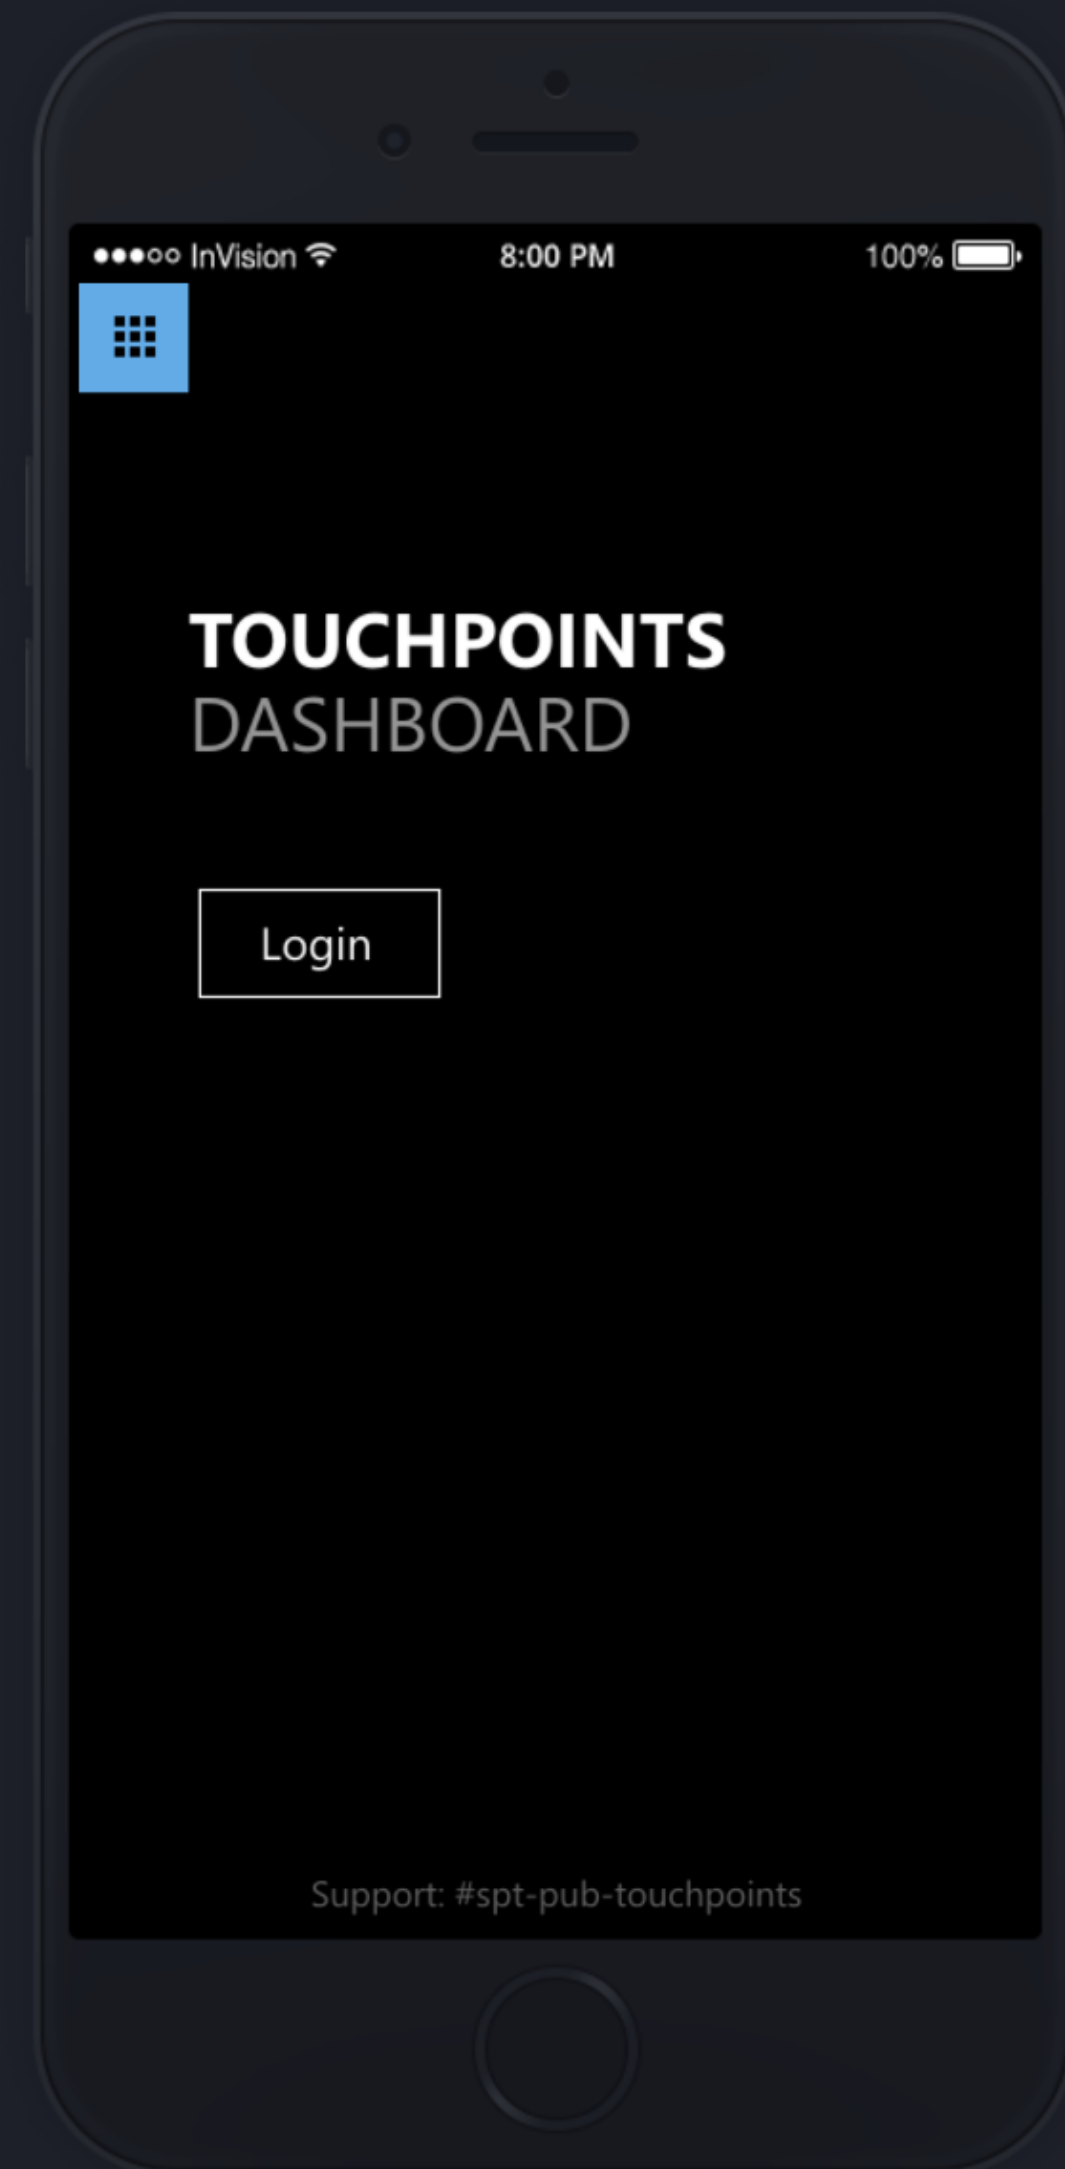 InVision 8:00 PM 100%
TOUCHPOINTS
DASHBOARD
Login
Support: #spt-pub-touchpoints